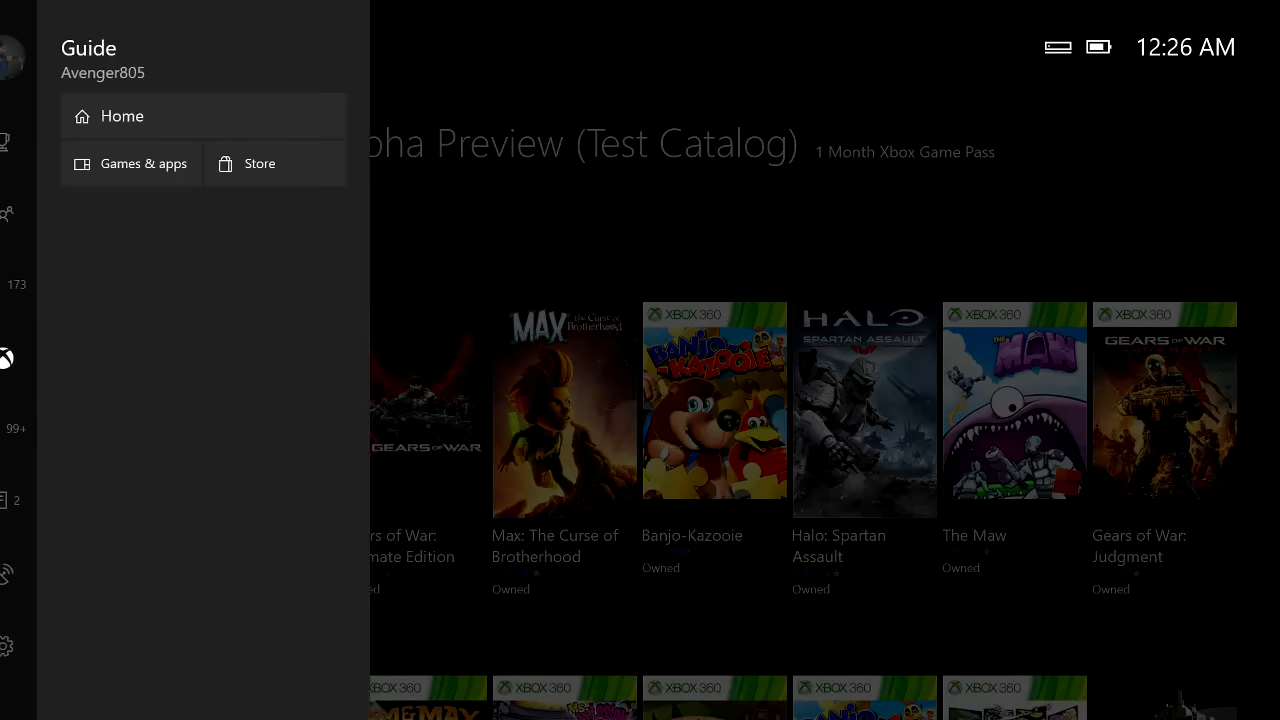 Guide
Avenger805
Home
Games & apps
Store
173
99+
2
12:26 AM
pha Preview (Test Catalog)
1 Month Xbox Game Pass
GEARS OF WAR
MAX The Curse of Brotherhood
XBOX 360
BANJO-KAZOOIE
HALO
SPARTAN ASSAULT
XBOX 360
THE MAW
XBOX 360
GEARS OF WAR
JUDGMENT
rs of War:
mate Edition
ed
Max: The Curse of
Brotherhood
Owned
Banjo-Kazooie
Owned
Halo: Spartan
Assault
Owned
The Maw
Owned
Gears of War:
Judgment
Owned
XBOX 360
XBOX 360
XBOX 360
XBOX 360
XBOX 360